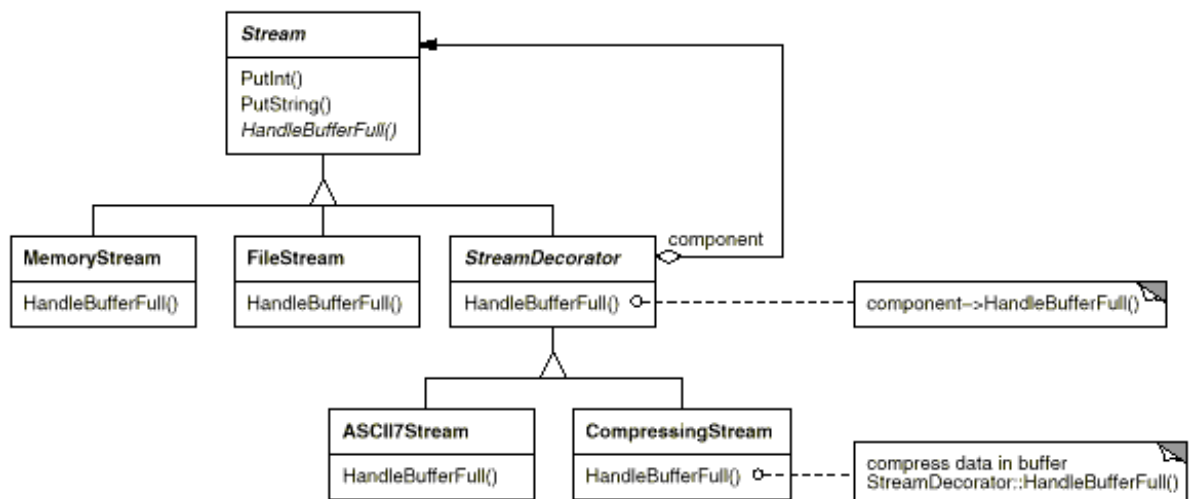 Stream
PutInt()
PutString()
HandleBufferFull()
component
MemoryStream
HandleBufferFull()
FileStream
HandleBufferFull()
StreamDecorator
HandleBufferFull()
component->HandleBufferFull()
ASCII7Stream
HandleBufferFull()
CompressingStream
HandleBufferFull()
compress data in buffer
StreamDecorator::HandleBufferFull()